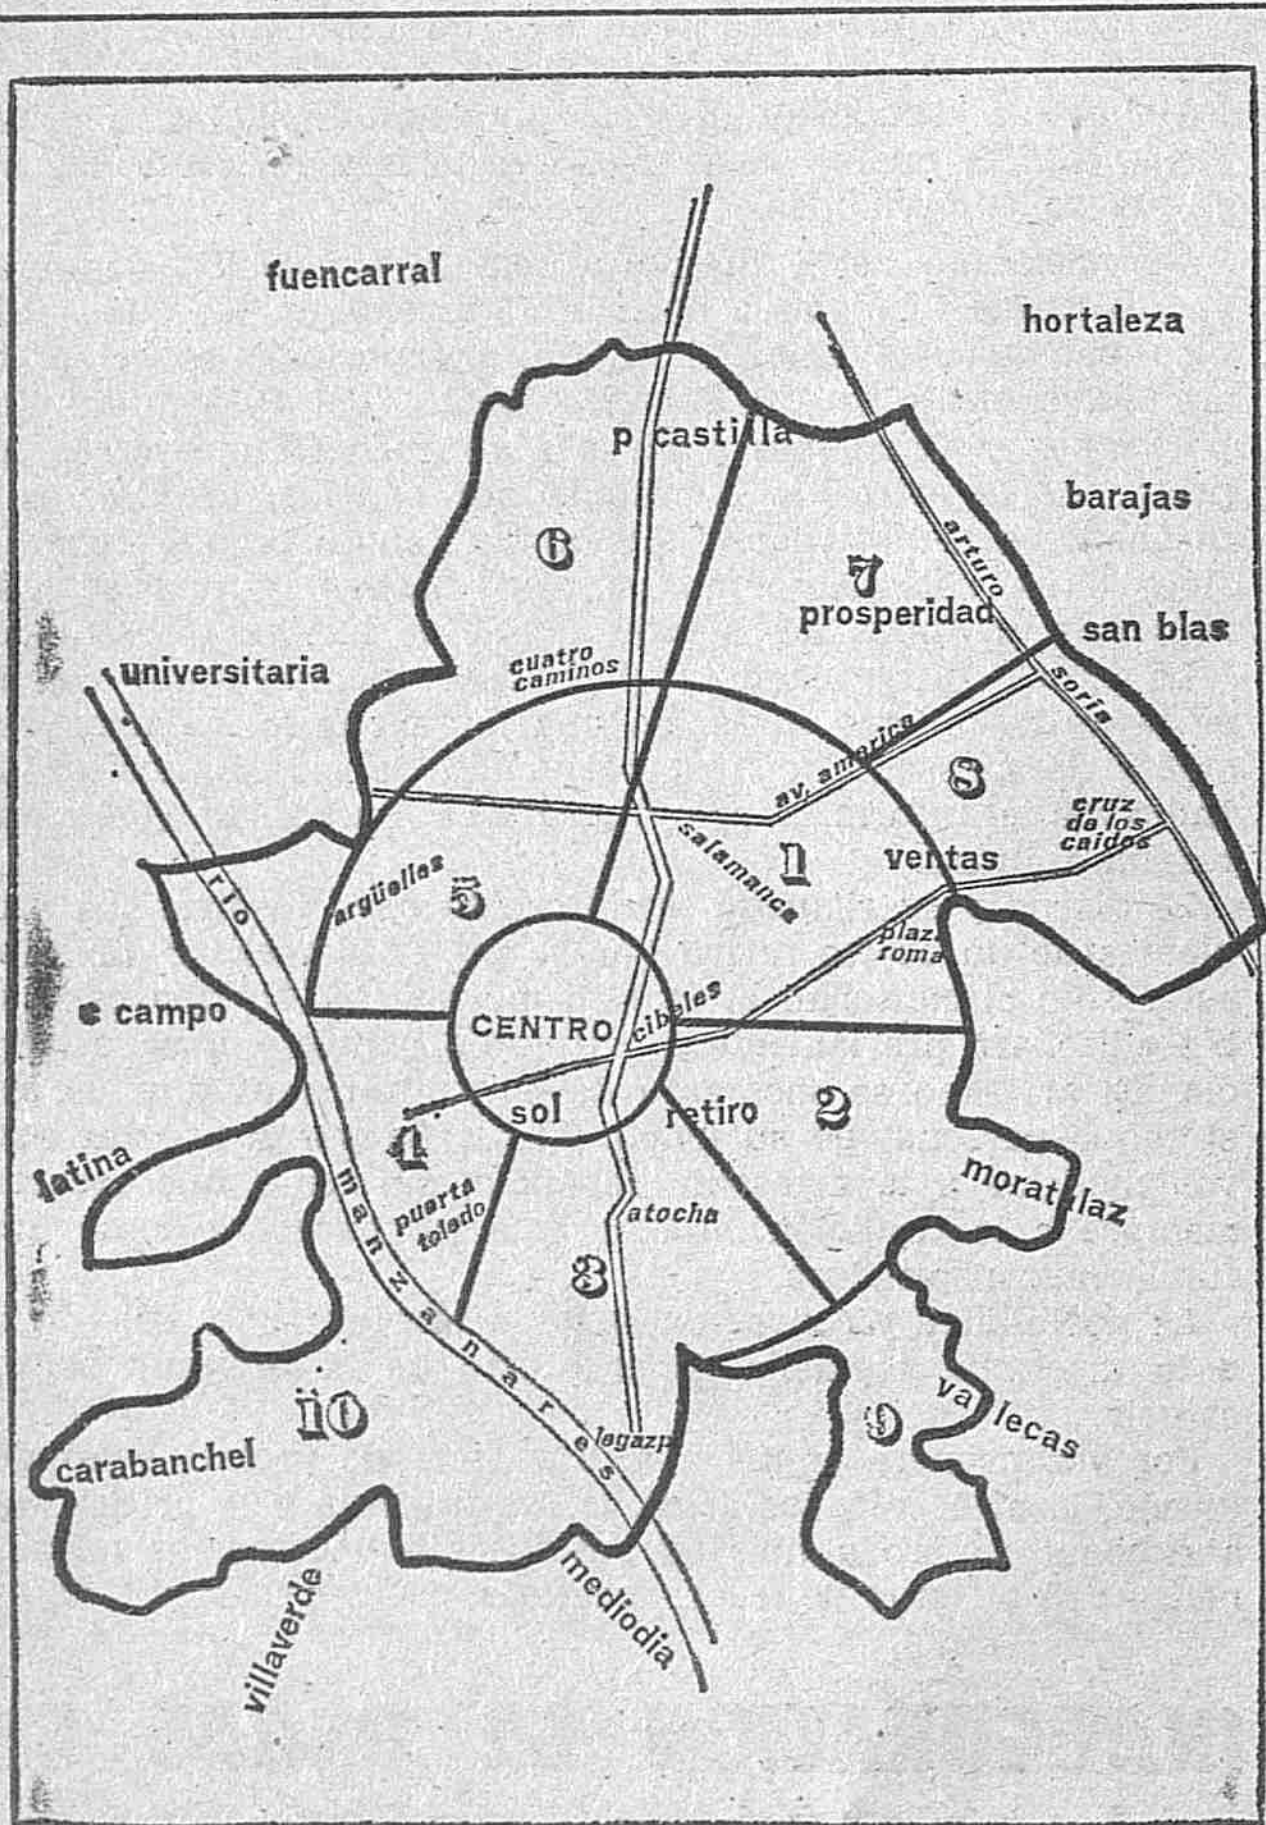 fuencarral
hortaleza
p castilla
barajas
6
arturo
7
prosperidad
san blas
cuatro
caminos
universitaria
soria
av. america
8
cruz
de los
caidos
salamanca
1
ventas
rio
argüelles
5
plaza
roma
e campo
CENTRO
cibeles
sol
retiro
2
4
latina
manzanares
puerta
toledo
moratalaz
atocha
3
10
9
vallecas
legazpi
carabanchel
villaverde
mediodia